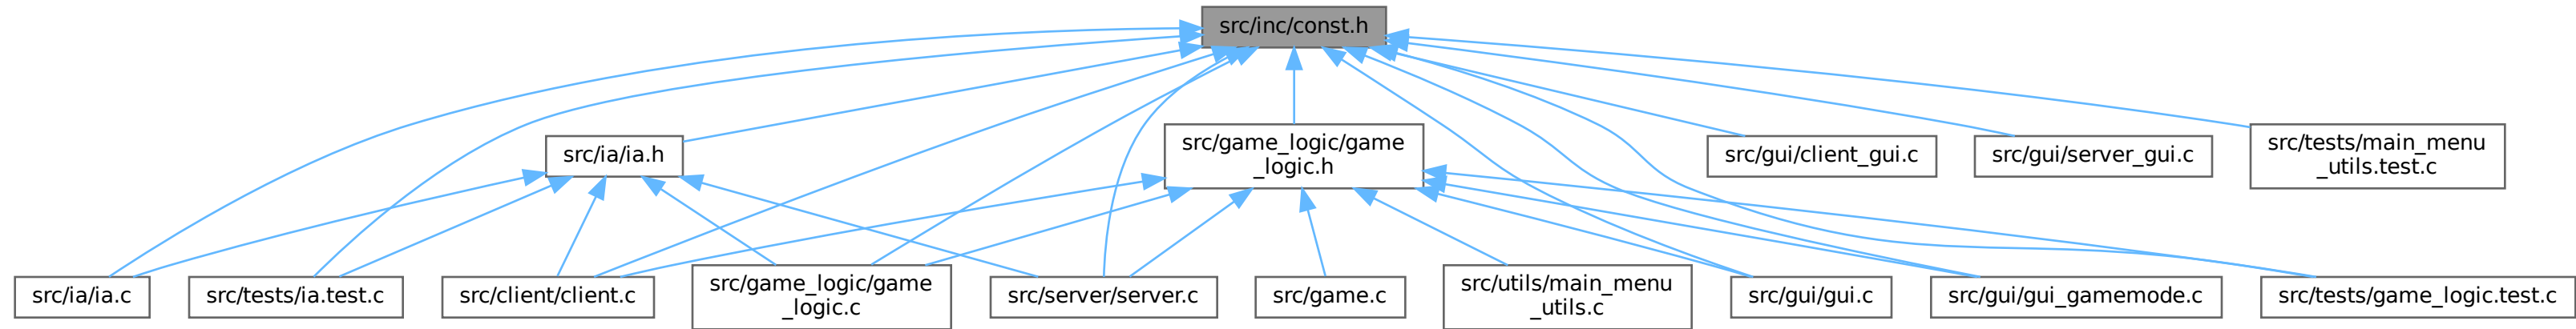 src/inc/const.h
src/ia/ia.h
src/game_logic/game
_logic.h
src/gui/client_gui.c
src/gui/server_gui.c
src/tests/main_menu
_utils.test.c
src/ia/ia.c
src/tests/ia.test.c
src/client/client.c
src/game_logic/game
_logic.c
src/server/server.c
src/game.c
src/utils/main_menu
_utils.c
src/gui/gui.c
src/gui/gui_gamemode.c
src/tests/game_logic.test.c